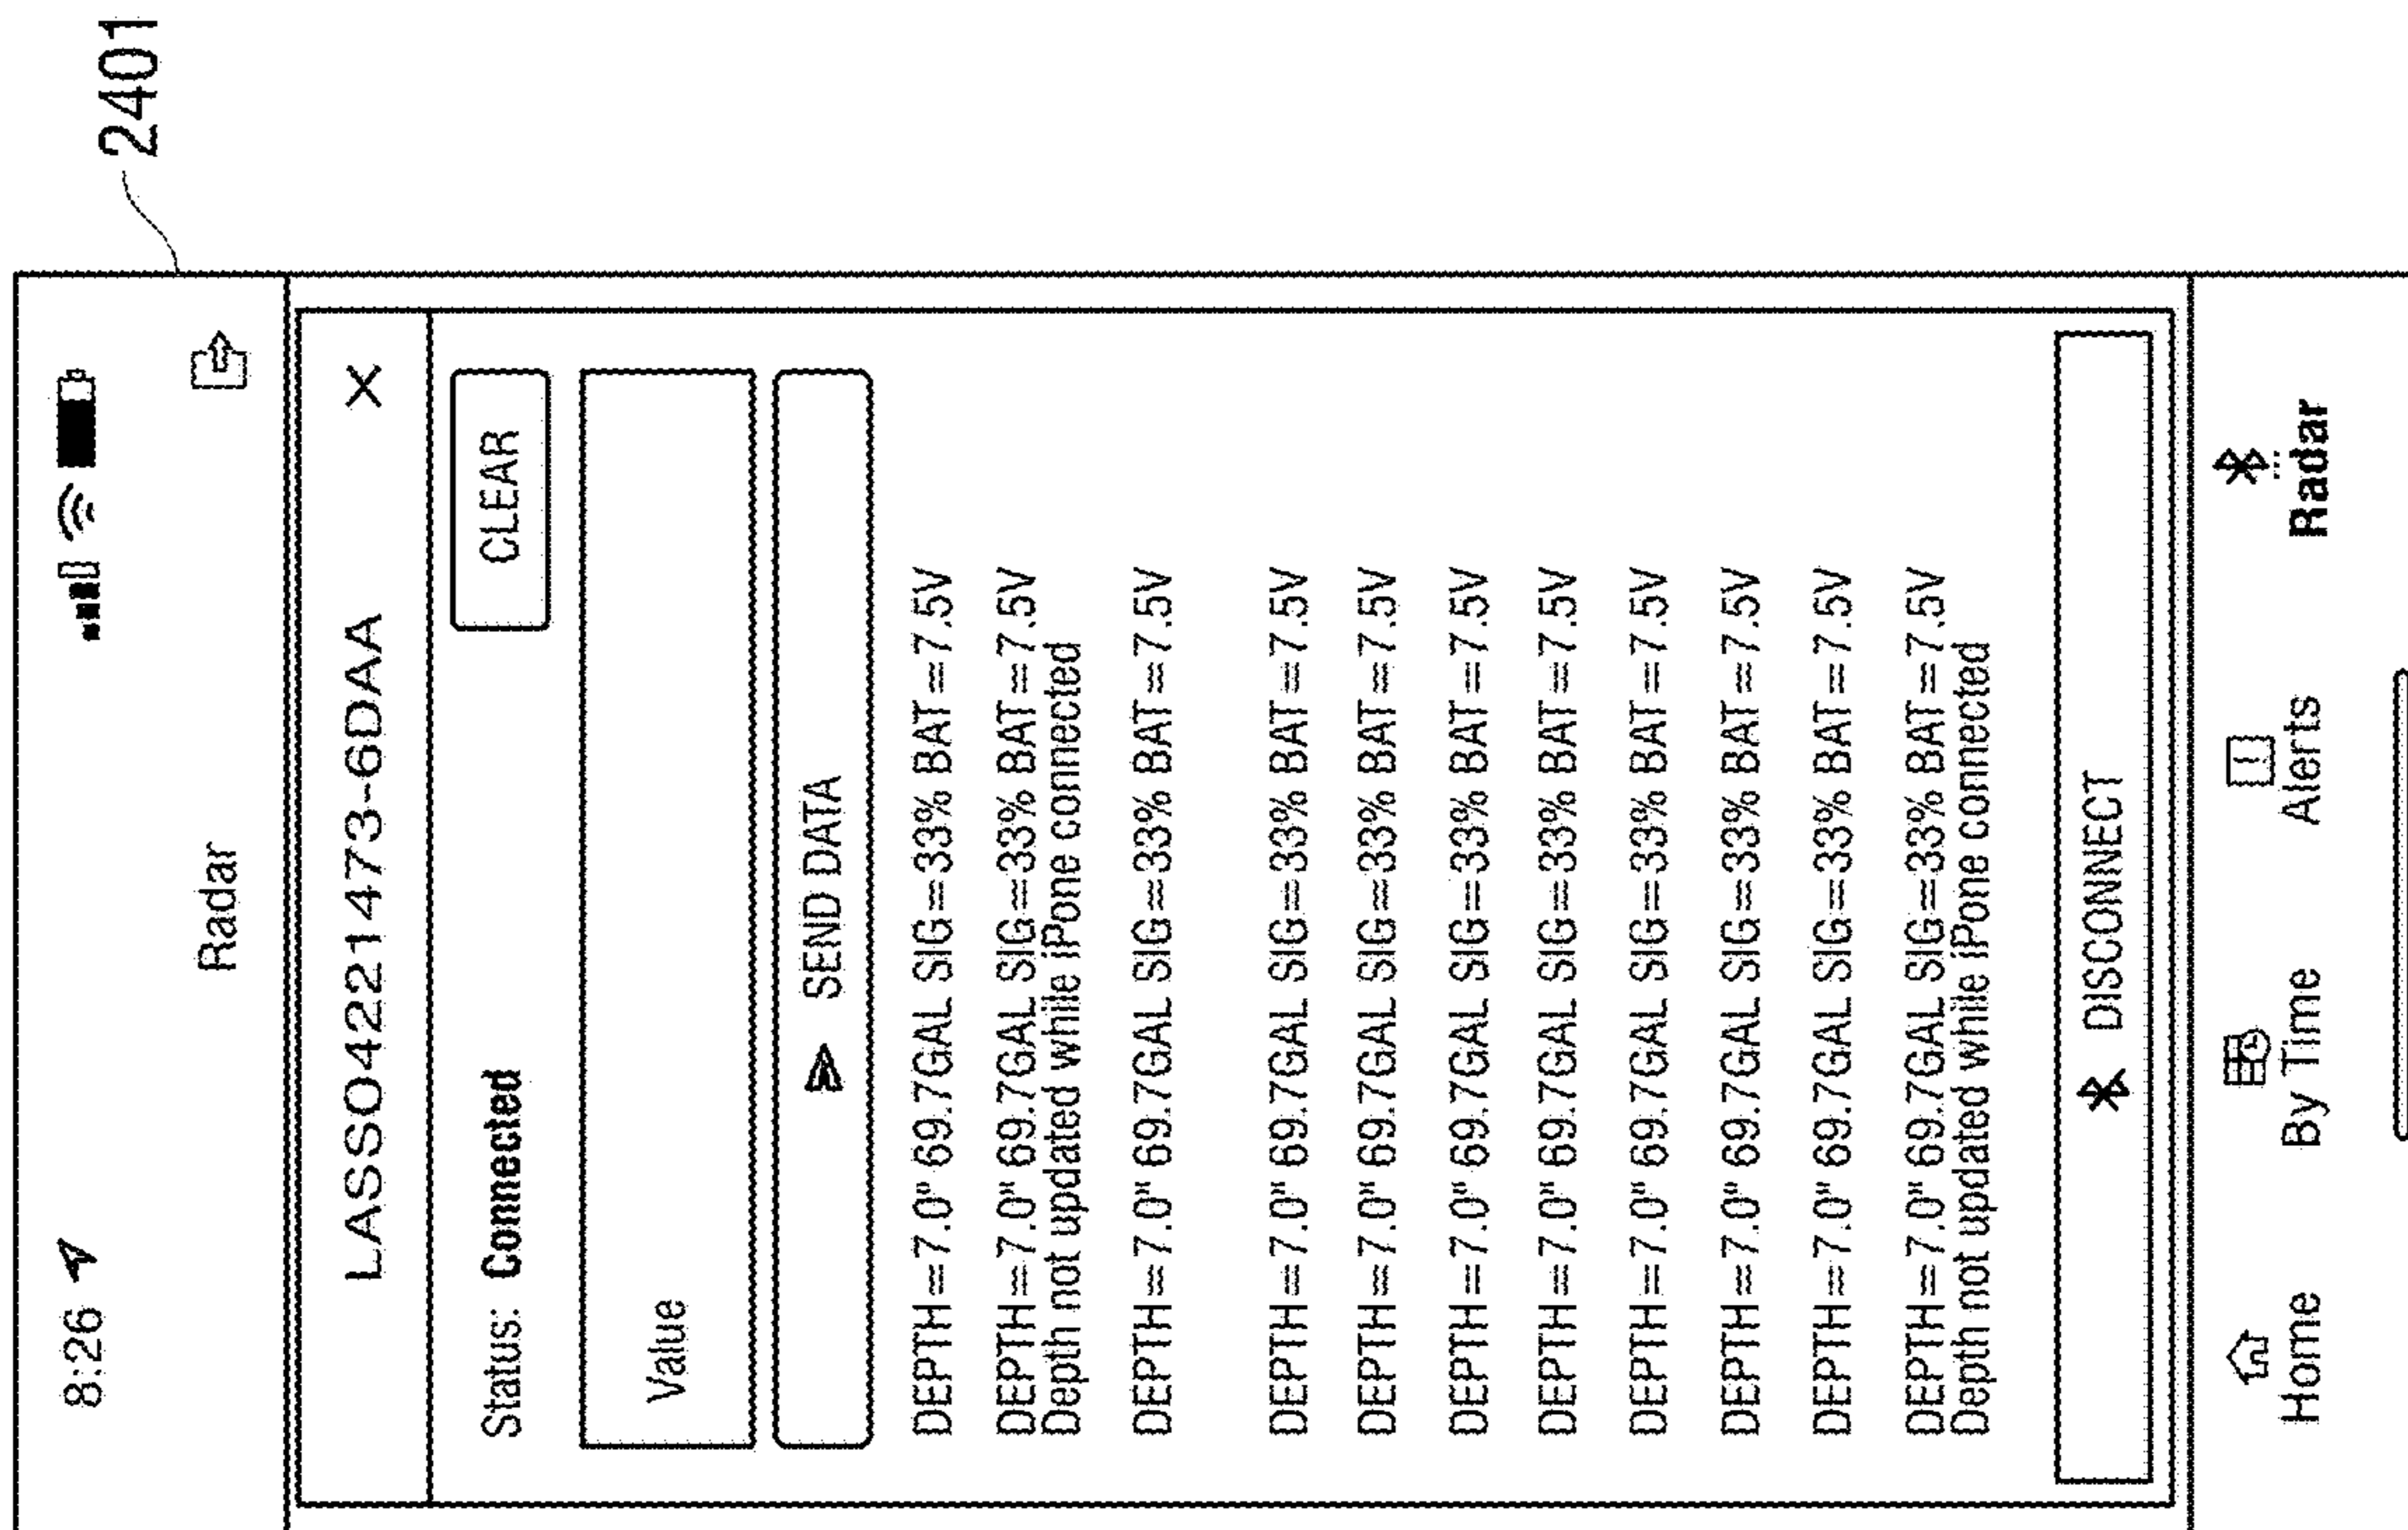 2401
8:26
Radar
LASSO04221473-6DAA X
Status: Connected CLEAR
Value
SEND DATA
DEPTH=7.0" 69.7GAL SIG=33% BAT=7.5V
DEPTH=7.0" 69.7GAL SIG=33% BAT=7.5V
Depth not updated while iPone connected
DEPTH=7.0" 69.7GAL SIG=33% BAT=7.5V
DEPTH=7.0" 69.7GAL SIG=33% BAT=7.5V
DEPTH=7.0" 69.7GAL SIG=33% BAT=7.5V
DEPTH=7.0" 69.7GAL SIG=33% BAT=7.5V
DEPTH=7.0" 69.7GAL SIG=33% BAT=7.5V
DEPTH=7.0" 69.7GAL SIG=33% BAT=7.5V
DEPTH=7.0" 69.7GAL SIG=33% BAT=7.5V
DEPTH=7.0" 69.7GAL SIG=33% BAT=7.5V
DEPTH=7.0" 69.7GAL SIG=33% BAT=7.5V
Depth not updated while iPone connected
DISCONNECT
Home By Time Alerts Radar